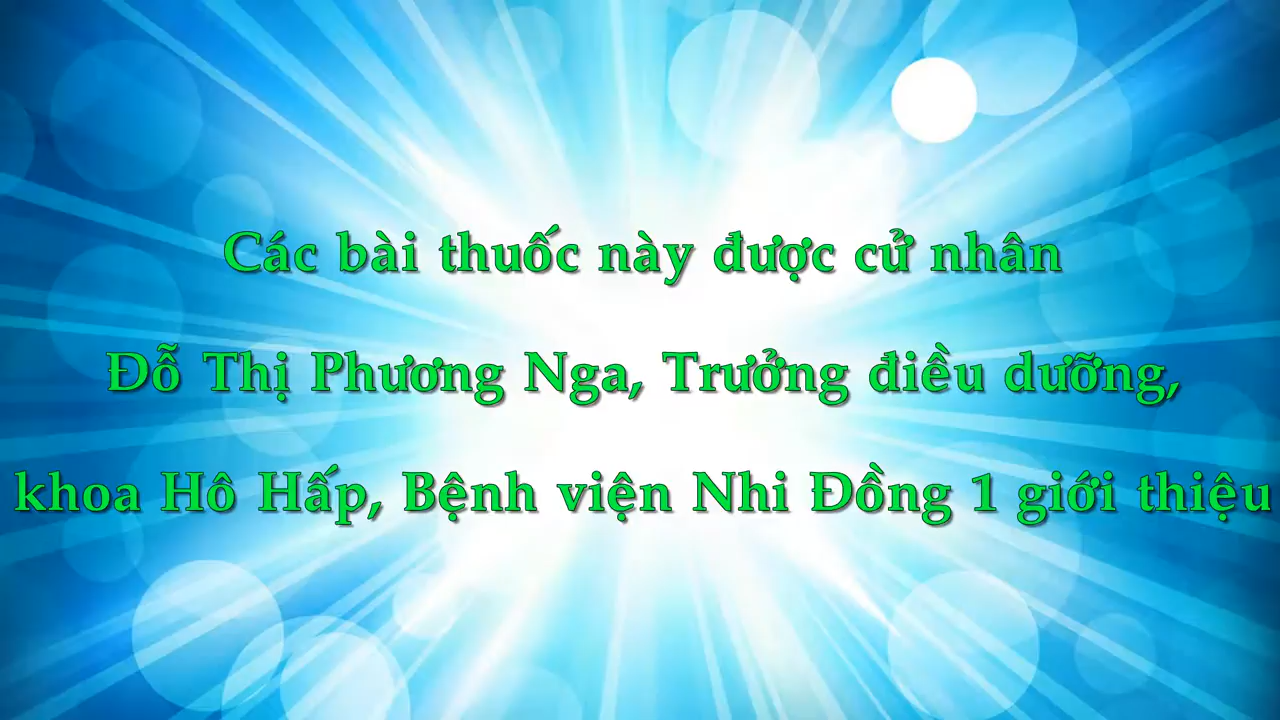 Các bài thuốc này được cử nhân
Đỗ Thị Phương Nga, Trưởng điều dưỡng,
khoa Hô Hấp, Bệnh viện Nhi Đồng 1 giới thiệu